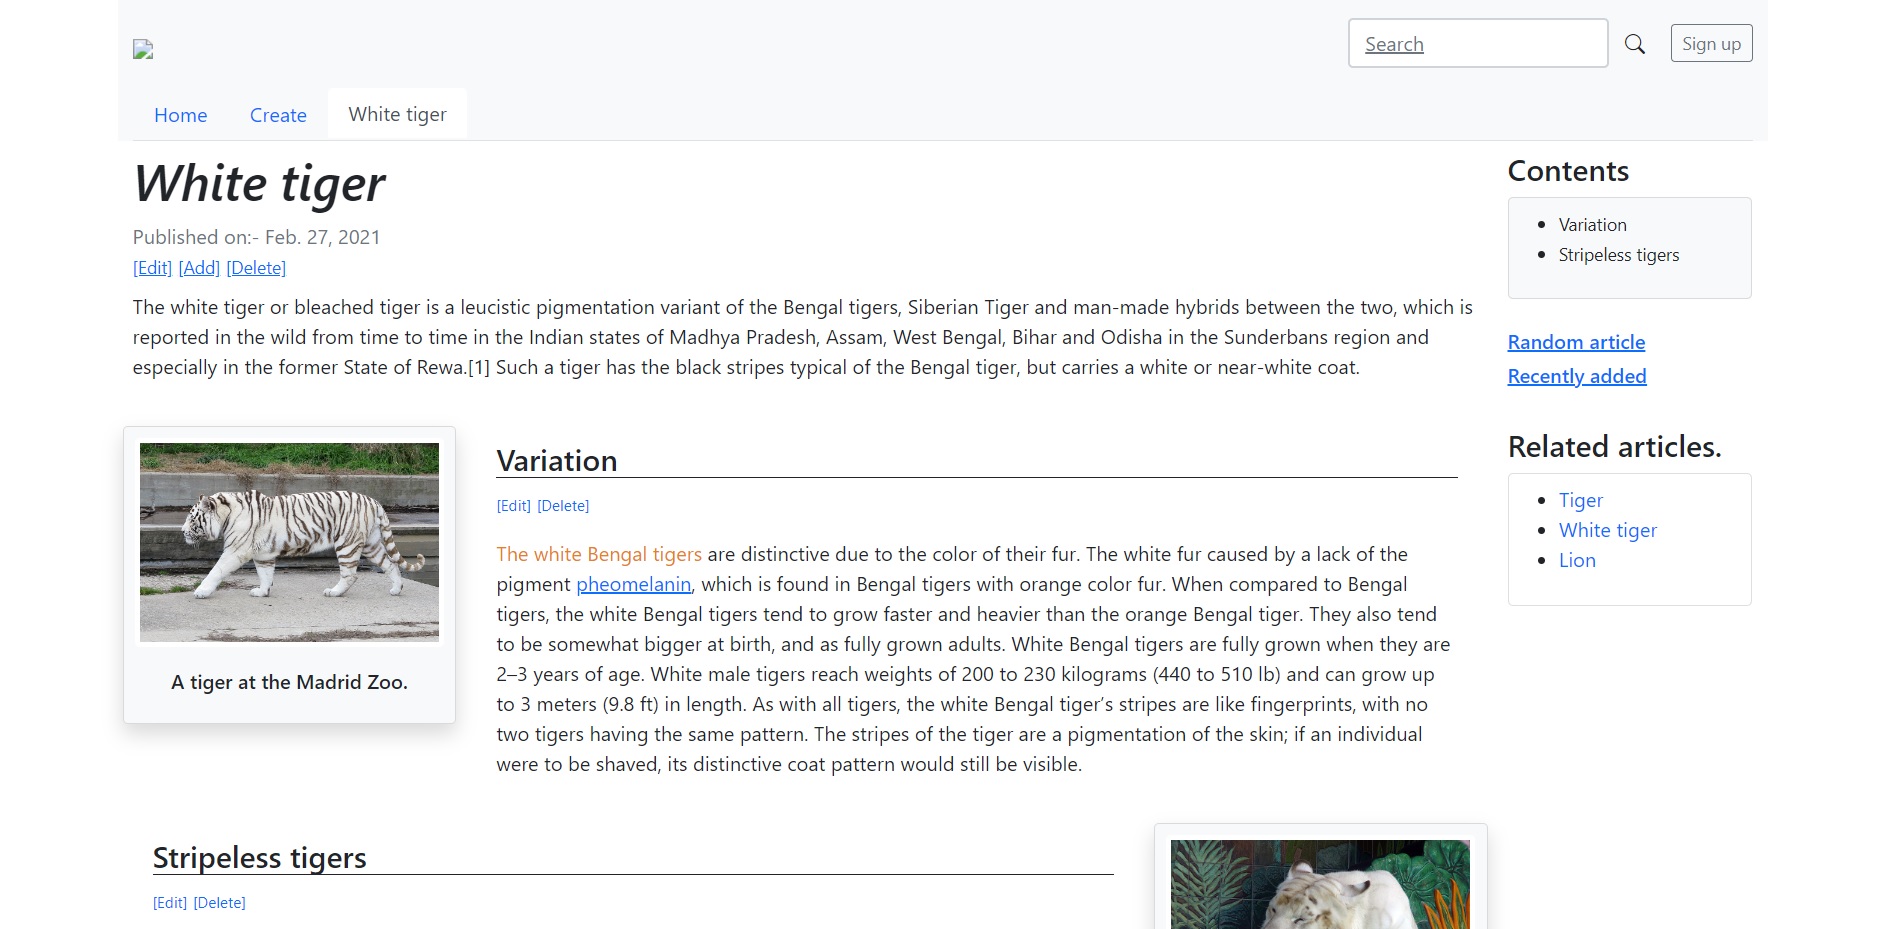 Search
Sign up
Home
Create
White tiger
White tiger
Published on:- Feb. 27, 2021
[Edit] [Add] [Delete]
The white tiger or bleached tiger is a leucistic pigmentation variant of the Bengal tigers, Siberian Tiger and man-made hybrids between the two, which is
reported in the wild from time to time in the Indian states of Madhya Pradesh, Assam, West Bengal, Bihar and Odisha in the Sunderbans region and
especially in the former State of Rewa.[1] Such a tiger has the black stripes typical of the Bengal tiger, but carries a white or near-white coat.
A tiger at the Madrid Zoo.
Variation
[Edit] [Delete]
The white Bengal tigers are distinctive due to the color of their fur. The white fur caused by a lack of the
pigment pheomelanin, which is found in Bengal tigers with orange color fur. When compared to Bengal
tigers, the white Bengal tigers tend to grow faster and heavier than the orange Bengal tiger. They also tend
to be somewhat bigger at birth, and as fully grown adults. White Bengal tigers are fully grown when they are
2–3 years of age. White male tigers reach weights of 200 to 230 kilograms (440 to 510 lb) and can grow up
to 3 meters (9.8 ft) in length. As with all tigers, the white Bengal tiger’s stripes are like fingerprints, with no
two tigers having the same pattern. The stripes of the tiger are a pigmentation of the skin; if an individual
were to be shaved, its distinctive coat pattern would still be visible.
Stripeless tigers
[Edit] [Delete]
Contents
Variation
Stripeless tigers
Random article
Recently added
Related articles.
Tiger
White tiger
Lion